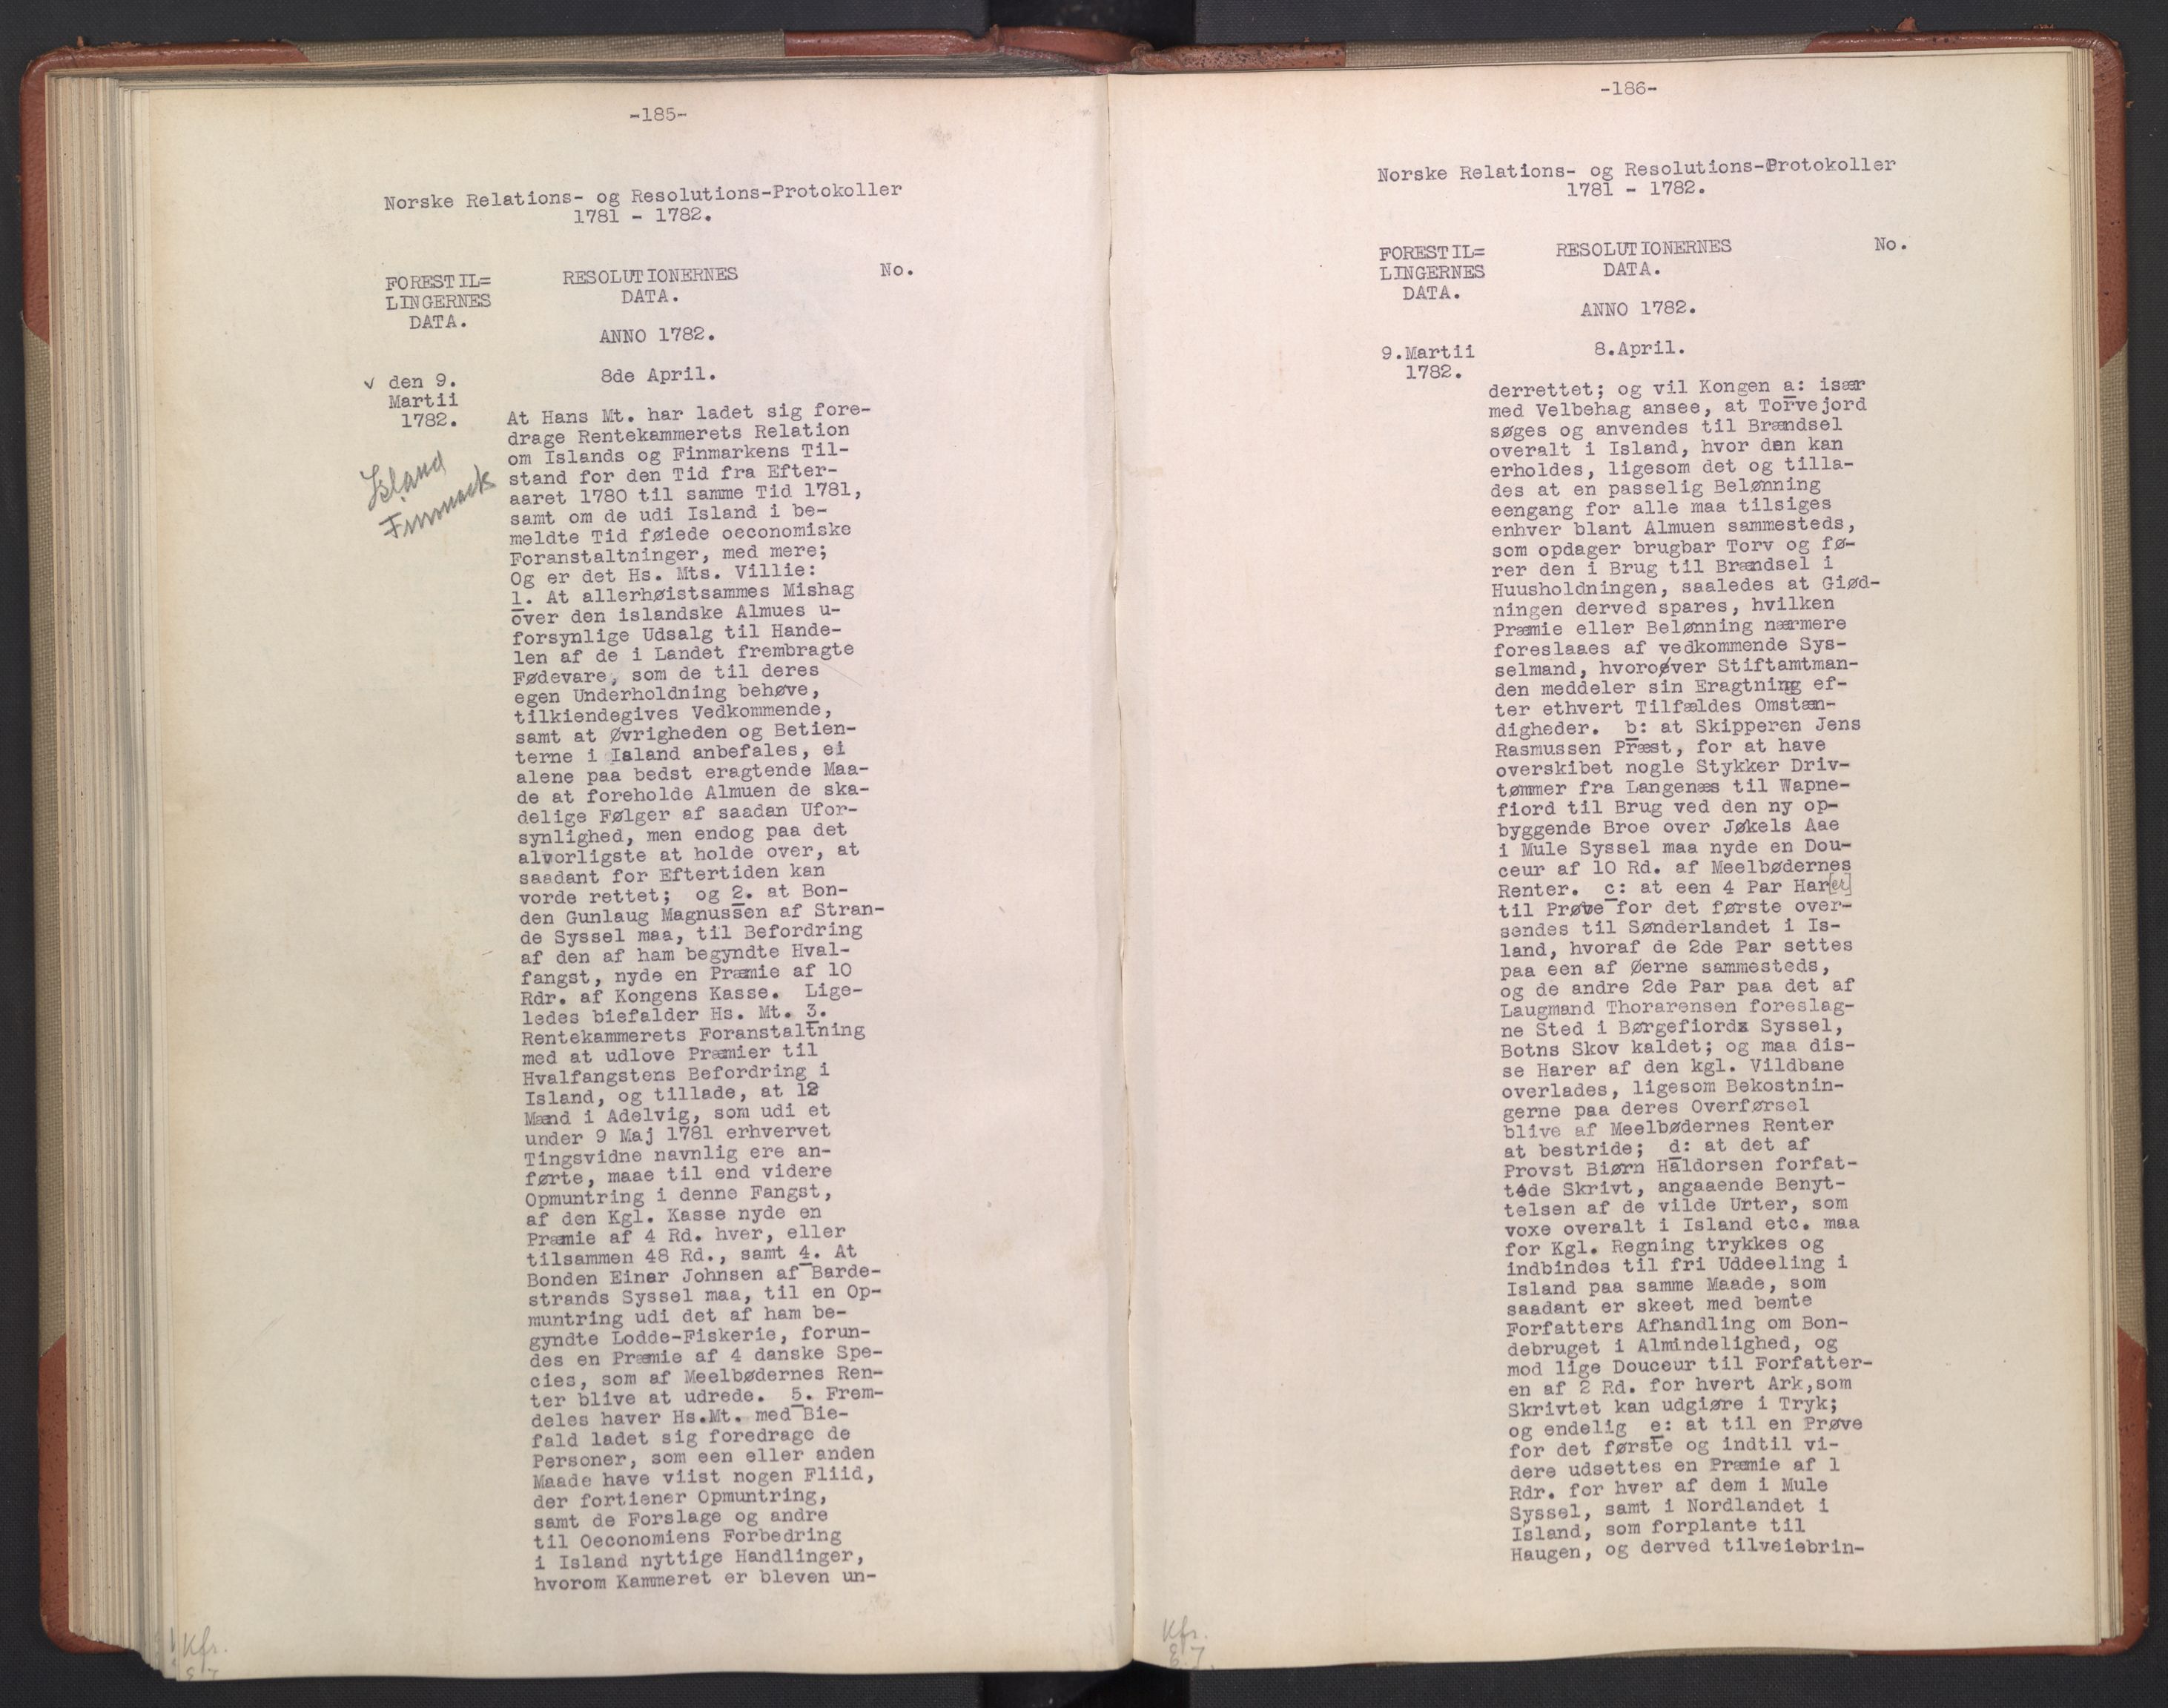 -185-
Norske Relations- og Resolutions-Protokoller
1781 - 1782.
FORESTIL=
LINGERNES
DATA.
RESOLUTIONERNES
DATA.
No.
ANNO 1782.
v den 9.
Martii
1782.
8de April.
Island
Finmark
At Hans Mt. har ladet sig fore-
drage Rentekammerets Relation
om Islands og Finmarkens Til-
stand for den Tid fra Efter-
aaret 1780 til samme Tid 1781,
samt om de udi Island i be-
meldte Tid føiede oeconomiske
Foranstaltninger, med mere;
Og er det Hs. Mts. Villie:
1. At allerhøistsammes Mishag
over den islandske Almues u-
forsynlige Udsalg til Hande-
len af de i Landet frembragte
Fødevare, som de til deres
egen Underholdning behøve,
tilkiendegives Vedkommende,
samt at Øvrigheden og Betien-
terne i Island anbefales, ei
alene paa bedst eragtende Maa-
de at foreholde Almuen de ska-
delige Følger af saadan Ufor-
synlighed, men endog paa det
alvorligste at holde over, at
saadant for Eftertiden kan
vorde rettet; og 2. at Bon-
den Gunlaug Magnussen af Stran-
de Syssel maa, til Befordring
af den af ham begyndte Hval-
fangst, nyde en Præmie af 10
Rdr. af Kongens Kasse. Lige-
ledes biefalder Hs. Mt. 3.
Rentekammerets Foranstaltning
med at udlove Præmier til
Hvalfangstens Befordring i
Island, og tillade, at 12
Mænd i Adelvig, som udi et
under 9 Maj 1781 erhvervet
Tingsvidne navnlig ere an-
førte, maae til end videre
Opmuntring i denne Fangst,
af den Kgl. Kasse nyde en
Præmie af 4 Rd. hver, eller
tilsammen 48 Rd., samt 4. At
Bonden Einar Johnsen af Barde-
strands Syssel maa, til en Op-
muntring udi det af ham be-
gyndte Lodde-Fiskerie, forun-
des en Præmie af 4 danske Spe-
cies, som af Meelbødernes Ren-
ter blive at udrede. 5. Frem-
deles haver Hs.Mt. med Bie-
fald ladet sig foredrage de
Personer, som een eller anden
Maade have viist nogen Fliid,
der fortiener Opmuntring,
samt de Forslage og andre
til Oeconomiens Forbedring
i Island nyttige Handlinger,
hvorom Kammeret er bleven un-
Kfr.
-186-
Norske Relations- og Resolutions-Protokoller
1781 - 1782.
FORESTIL=
LINGERNES
DATA.
RESOLUTIONERNES
DATA.
No.
ANNO 1782.
9.Martii
1782.
8.April.
derrettet; og vil Kongen a: især
med Velbehag ansee, at Torvejord
søges og anvendes til Brændsel
overalt i Island, hvor den kan
erholdes, ligesom det og tilla-
des at en passelig Belønning
eengang for alle maa tilsiges
enhver blant Almuen sammesteds,
som opdager brugbar Torv og fø-
rer den i Brug til Brændsel i
Huusholdningen, saaledes at Giød-
ningen derved spares, hvilken
Præmie eller Belønning nærmere
foreslaaes af vedkommende Sys-
selmand, hvorøver Stiftamtman-
den meddeler sin Eragtning ef-
ter ethvert Tilfældes Omstæn-
digheder. b: at Skipperen Jens
Rasmussen Præst, for at have
overskibet nogle Stykker Driv-
tømmer fra Langenæs til Wapne-
fiord til Brug ved den ny op-
byggende Broe over Jøkels Aae
i Mule Syssel maa nyde en Dou-
ceur af 10 Rd. af Meelbødernes
Renter. c: at een 4 Par Har[er]
til Prøve for det første over-
sendes til Sønderlandet i Is-
land, hvoraf de 2de Par settes
paa een af Øerne sammesteds,
og de andre 2de Par paa det af
Laugmand Thorarensen foreslag-
ne Sted i Børgefiords Syssel,
Botns Skov kaldet; og maa dis-
se Harer af den kgl. Vildbane
overlades, ligesom Bekostnin-
gerne paa deres Overførsel
blive af Meelbødernes Renter
at bestride; d: at det af
Provst Biørn Haldorsen forfat-
tede Skrivt, angaaende Benyt-
telsen af de vilde Urter, som
voxe overalt i Island etc. maa
for Kgl. Regning trykkes og
indbindes til fri Uddeeling i
Island paa samme Maade, som
saadant er skeet med bemte
Forfatters Afhandling om Bon-
debruget i Almindelighed, og
mod lige Douceur til Forfatter-
en af 2 Rd. for hvert Ark,som
Skrivtet kan udgiøre i Tryk;
og endelig e: at til en Prøve
for det første og indtil vi-
dere udsettes en Præmie af 1
Rdr. for hver af dem i Mule
Syssel, samt i Nordlandet i
Island, som forplante til
Haugen, og derved tilveiebrin-
Kfr.
E.7.